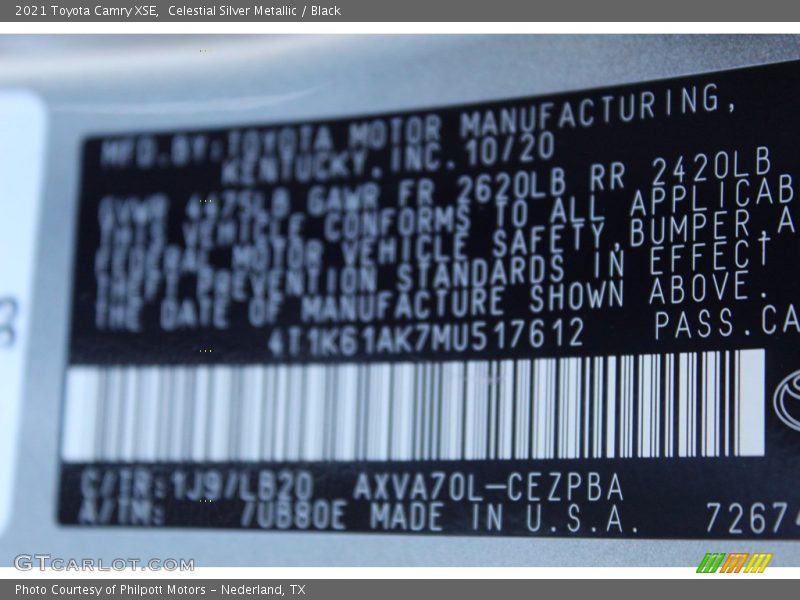 2021 Toyota Camry XSE, Celestial Silver Metallic / Black
MFD.BY:TOYOTA MOTOR MANUFACTURING,
KENTUCKY,INC.10/20
GVWR 4675LB GAWR FR 2620LB RR 2420LB
THIS VEHICLE CONFORMS TO ALL APPLICAB
FEDERAL MOTOR VEHICLE SAFETY,BUMPER,A
THEFT PREVENTION STANDARDS IN EFFECT
THE DATE OF MANUFACTURE SHOWN ABOVE.
4T1K61AK7MU517612 PASS.CA
C/TR:1J9/LB20 AXVA70L-CEZPBA
A/TM: /UB80E MADE IN U.S.A. 7267
GTCARLOT.COM
Photo Courtesy of Philpott Motors - Nederland, TX